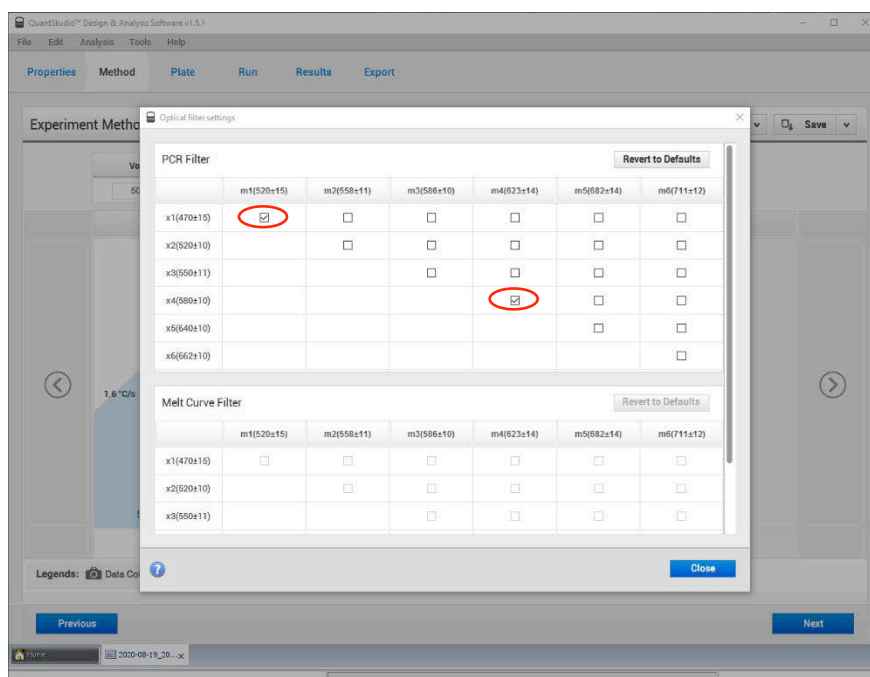 QuantStudio™ Design & Analysis Software v1.5.1
File Edit Analysis Tools Help
Properties Method Plate Run Results Export
Experiment Metho
Optical filter settings
Save
Vo
50
PCR Filter Revert to Defaults
m1(520±15) m2(558±11) m3(586±10) m4(623±14) m5(682±14) m6(711±12)
x1(470±15)
x2(520±10)
x3(550±11)
x4(580±10)
x5(640±10)
x6(662±10)
1.6 °C/s
Melt Curve Filter Revert to Defaults
m1(520±15) m2(558±11) m3(586±10) m4(623±14) m5(682±14) m6(711±12)
x1(470±15)
x2(520±10)
x3(550±11)
Legends: Data Col
Close
Previous Next
Home 2020-08-19_20...